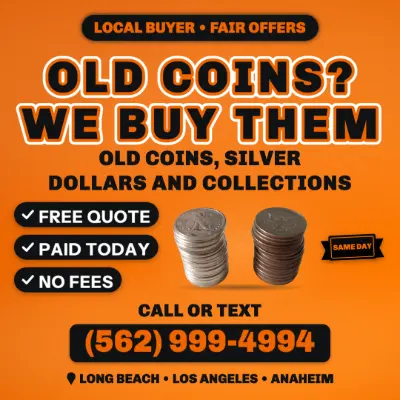 LOCAL BUYER • FAIR OFFERS
OLD COINS?
WE BUY THEM
OLD COINS, SILVER
DOLLARS AND COLLECTIONS
FREE QUOTE
PAID TODAY
NO FEES
SAME DAY
CALL OR TEXT
(562) 999-4994
LONG BEACH • LOS ANGELES • ANAHEIM